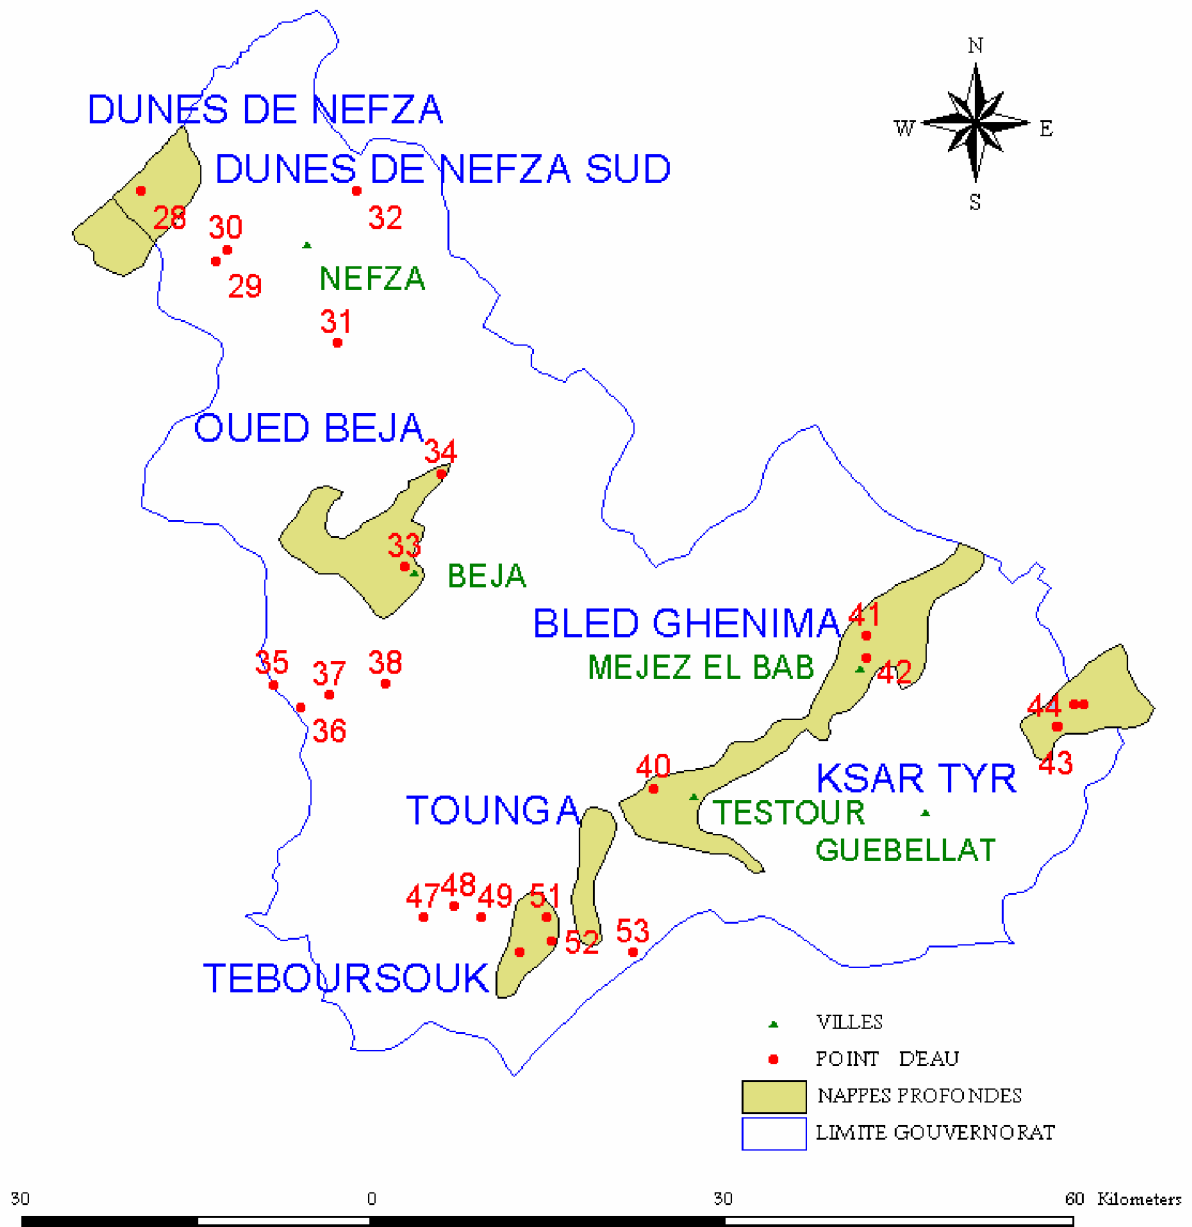 N
DUNES DE NEFZA
W
E
DUNES DE NEFZA SUD
S
28
32
30
29
NEFZA
31
OUED BEJA
34
33
BEJA
BLED GHENIMA
41
MEJEZ EL BAB
42
35
37
38
36
44
43
40
KSAR TYR
TOUNGA
TESTOUR
GUEBELLAT
47
48
49
51
52
53
TEBOURSOUK
VILLES
POINT D'EAU
NAPPES PROFONDES
LIMITE GOUVERNORAT
30 0 30 60 Kilometers